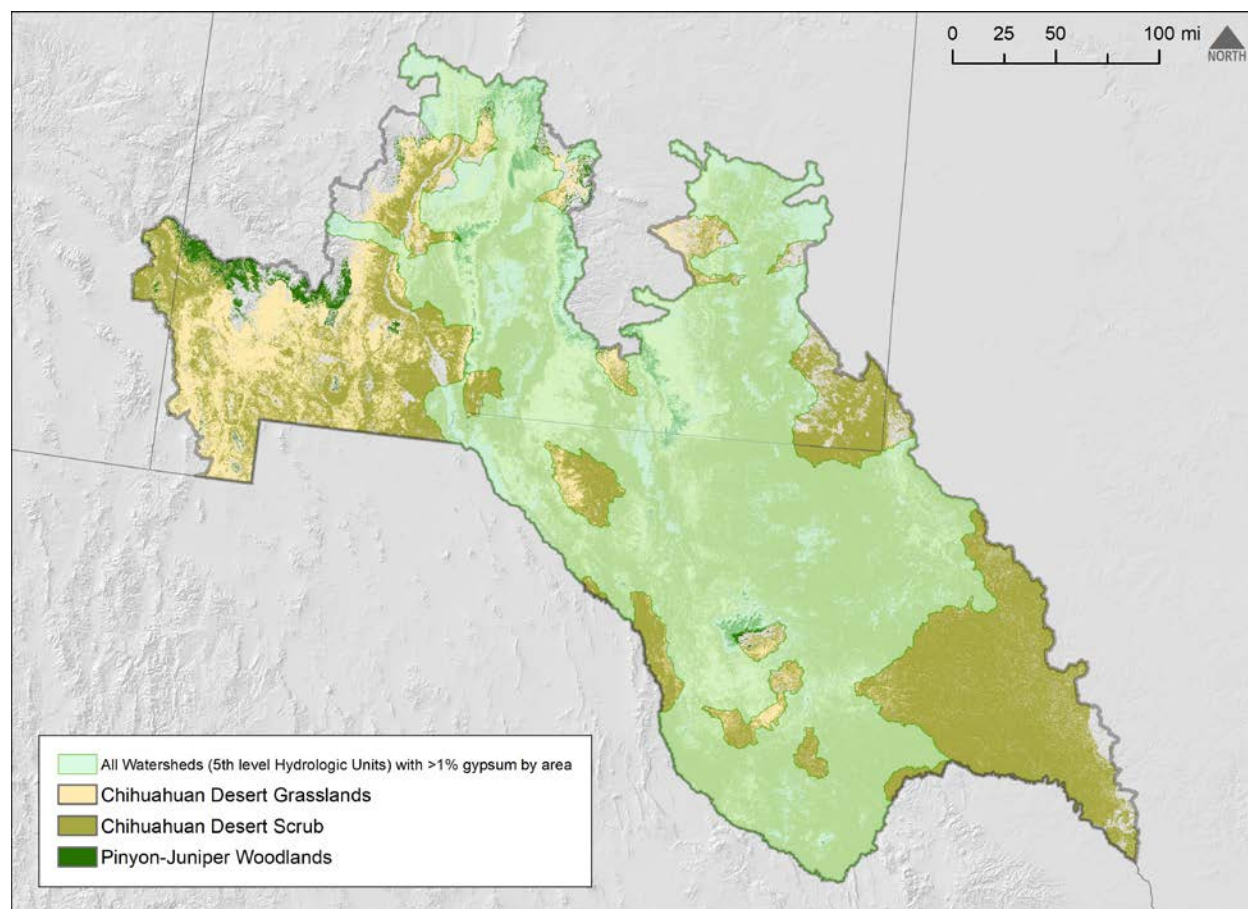 0 25 50 100 mi
NORTH
All Watersheds (5th level Hydrologic Units) with >1% gypsum by area
Chihuahuan Desert Grasslands
Chihuahuan Desert Scrub
Pinyon-Juniper Woodlands